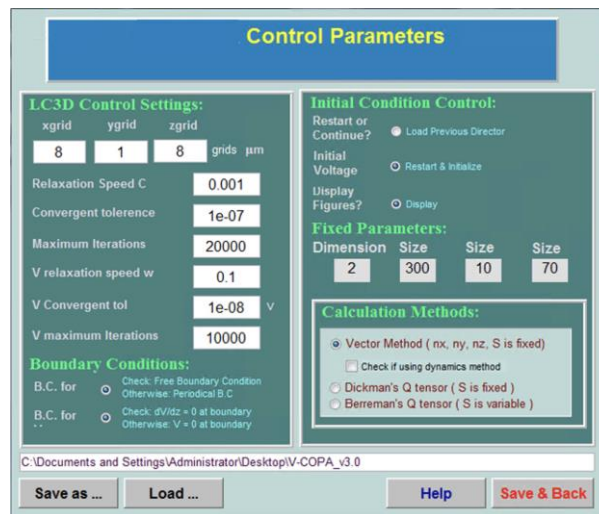 Control Parameters
LC3D Control Settings:
xgrid ygrid zgrid
8 1 8 grids μm
Relaxation Speed C 0.001
Convergent tolerence 1e-07
Maximum Iterations 20000
V relaxation speed w 0.1
V Convergent tol 1e-08 V
V maximum Iterations 10000
Boundary Conditions:
B.C. for
Check: Free Boundary Condition
Otherwise: Periodical B.C
B.C. for
Check: dV/dz = 0 at boundary
Otherwise: V = 0 at boundary
Initial Condition Control:
Restart or
Continue?
Load Previous Director
Initial
Voltage
Restart & Initialize
Display
Figures?
Display
Fixed Parameters:
Dimension Size Size Size
2 300 10 70
Calculation Methods:
Vector Method ( nx, ny, nz, S is fixed)
Check if using dynamics method
Dickman's Q tensor ( S is fixed )
Berreman's Q tensor ( S is variable )
C:\Documents and Settings\Administrator\Desktop\V-COPA_v3.0
Save as ... Load ... Help Save & Back